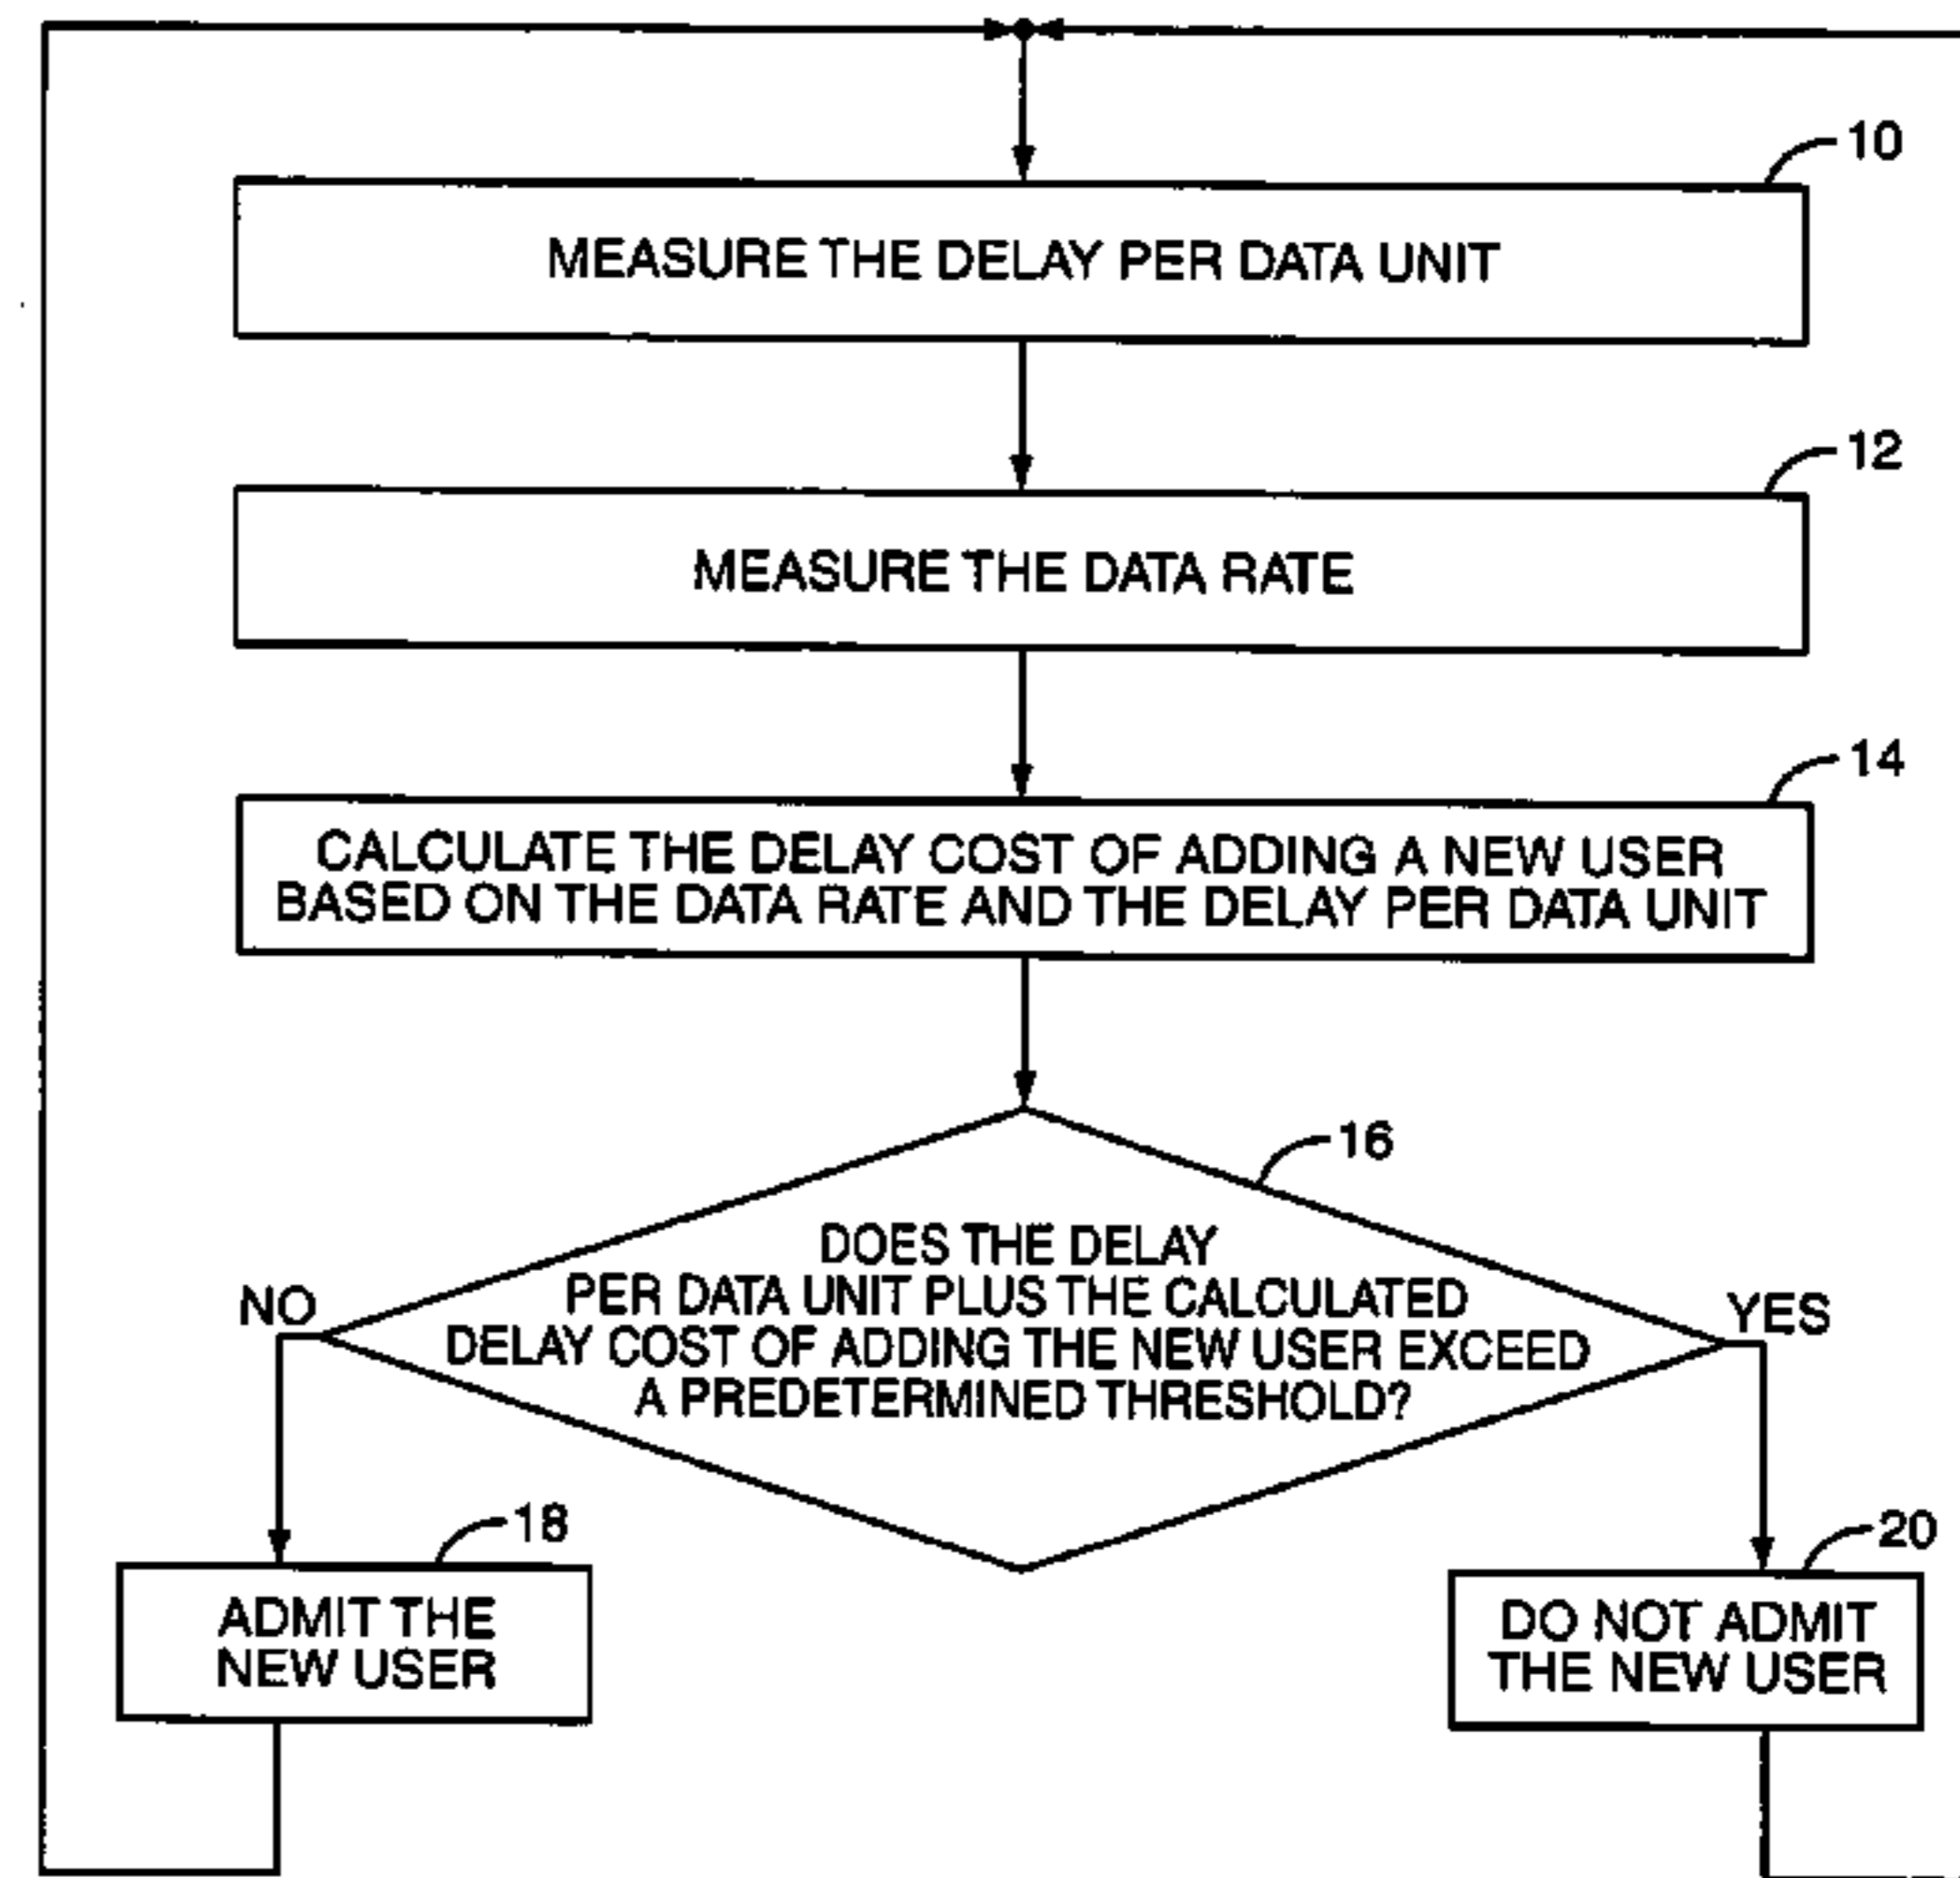 10
MEASURE THE DELAY PER DATA UNIT
12
MEASURE THE DATA RATE
14
CALCULATE THE DELAY COST OF ADDING A NEW USER
BASED ON THE DATA RATE AND THE DELAY PER DATA UNIT
16
DOES THE DELAY
PER DATA UNIT PLUS THE CALCULATED
DELAY COST OF ADDING THE NEW USER EXCEED
A PREDETERMINED THRESHOLD?
NO
YES
18
ADMIT THE
NEW USER
20
DO NOT ADMIT
THE NEW USER